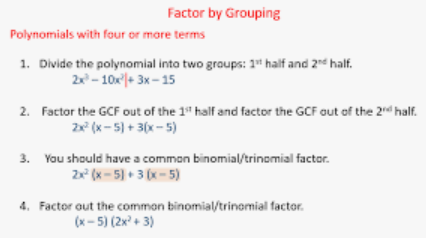 Factor by Grouping
Polynomials with four or more terms
1. Divide the polynomial into two groups: 1st half and 2nd half.
2x³ – 10x²|+ 3x – 15
2. Factor the GCF out of the 1st half and factor the GCF out of the 2nd half.
2x² (x – 5) + 3(x – 5)
3. You should have a common binomial/trinomial factor.
2x² (x – 5) + 3 (x – 5)
4. Factor out the common binomial/trinomial factor.
(x – 5) (2x² + 3)